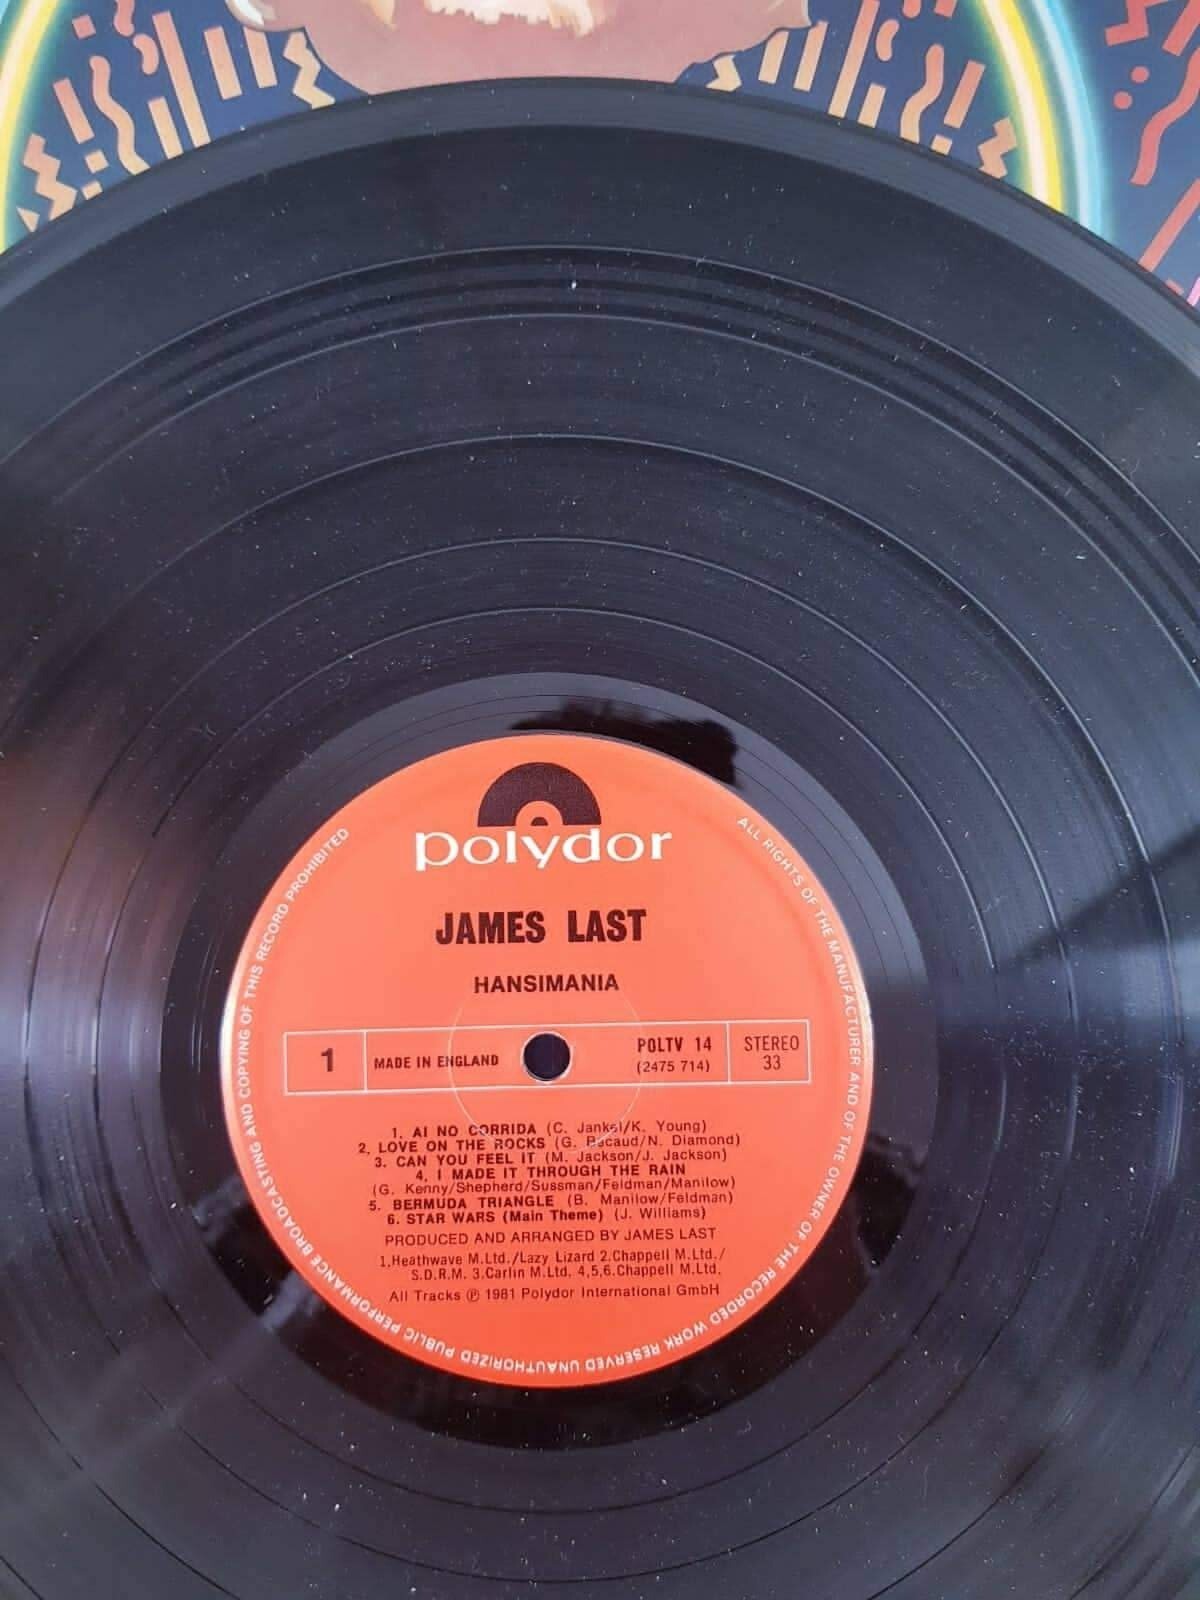 polydor
JAMES LAST
HANSIMANIA
1
MADE IN ENGLAND
POLTV 14
(2475 714)
STEREO
33
1. AI NO CORRIDA (C. Jankel/K. Young)
2. LOVE ON THE ROCKS (G. Becaud/N. Diamond)
3. CAN YOU FEEL IT (M. Jackson/J. Jackson)
4. I MADE IT THROUGH THE RAIN
(G. Kenny/Shepherd/Sussman/Feldman/Manilow)
5. BERMUDA TRIANGLE (B. Manilow/Feldman)
6. STAR WARS (Main Theme) (J. Williams)
PRODUCED AND ARRANGED BY JAMES LAST
1.Heathwave M.Ltd./Lazy Lizard 2.Chappell M.Ltd./
S.D.R.M. 3.Carlin M.Ltd. 4,5,6.Chappell M.Ltd.
All Tracks ℗ 1981 Polydor International GmbH
ALL RIGHTS OF THE MANUFACTURER AND OF THE OWNER OF THE RECORDED WORK RESERVED UNAUTHORIZED PUBLIC PERFORMANCE BROADCASTING AND COPYING OF THIS RECORD PROHIBITED